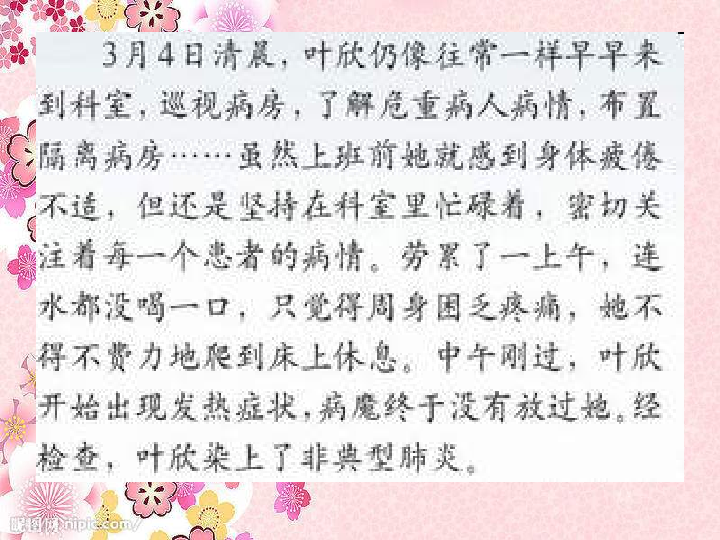 3月4日清晨，叶欣仍像往常一样早早来
到科室，巡视病房，了解危重病人病情，布置
隔离病房……虽然上班前她就感到身体疲倦
不适，但还是坚持在科室里忙碌着，密切关
注着每一个患者的病情。劳累了一上午，连
水都没喝一口，只觉得周身困乏疼痛，她不
得不费力地爬到床上休息。中午刚过，叶欣
开始出现发热症状，病魔终于没有放过她。经
检查，叶欣染上了非典型肺炎。
昵图网 nipic.com/